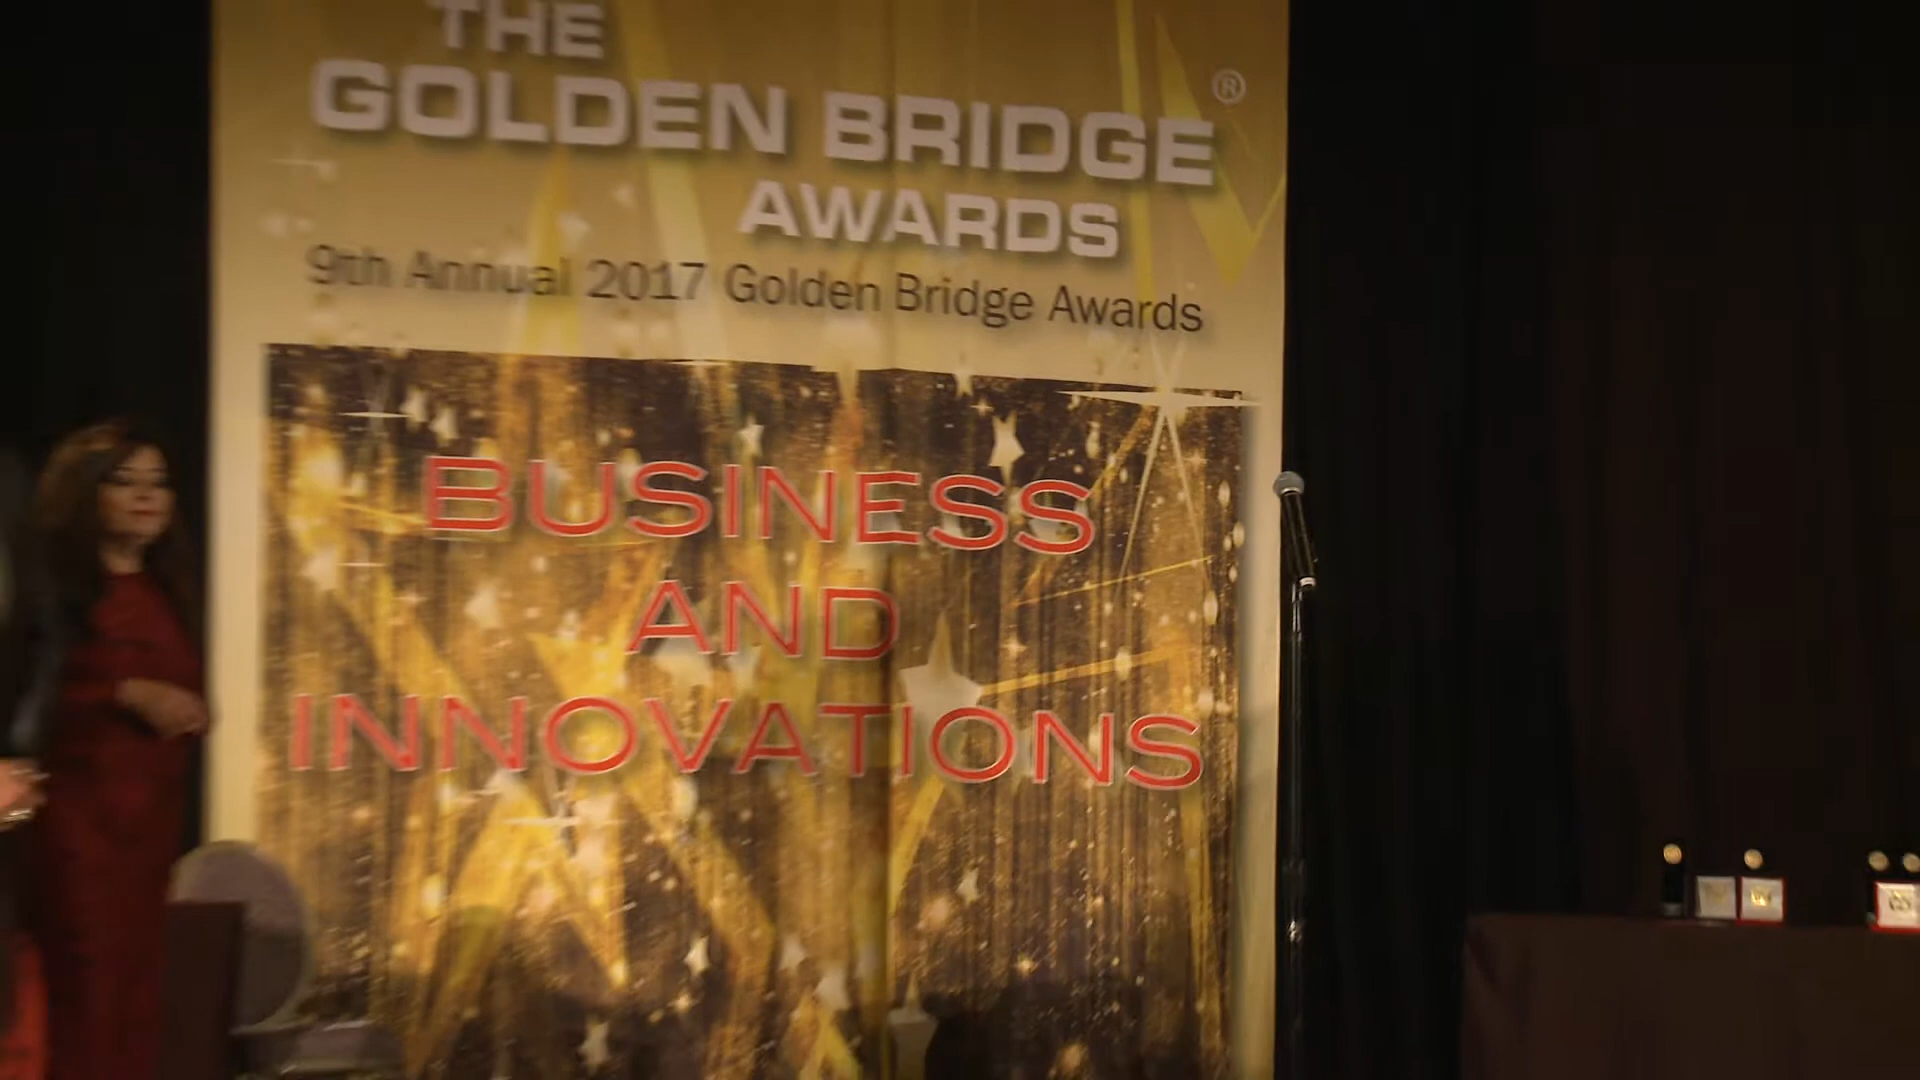 THE
GOLDEN BRIDGE®
AWARDS
9th Annual 2017 Golden Bridge Awards
BUSINESS
AND
INNOVATIONS